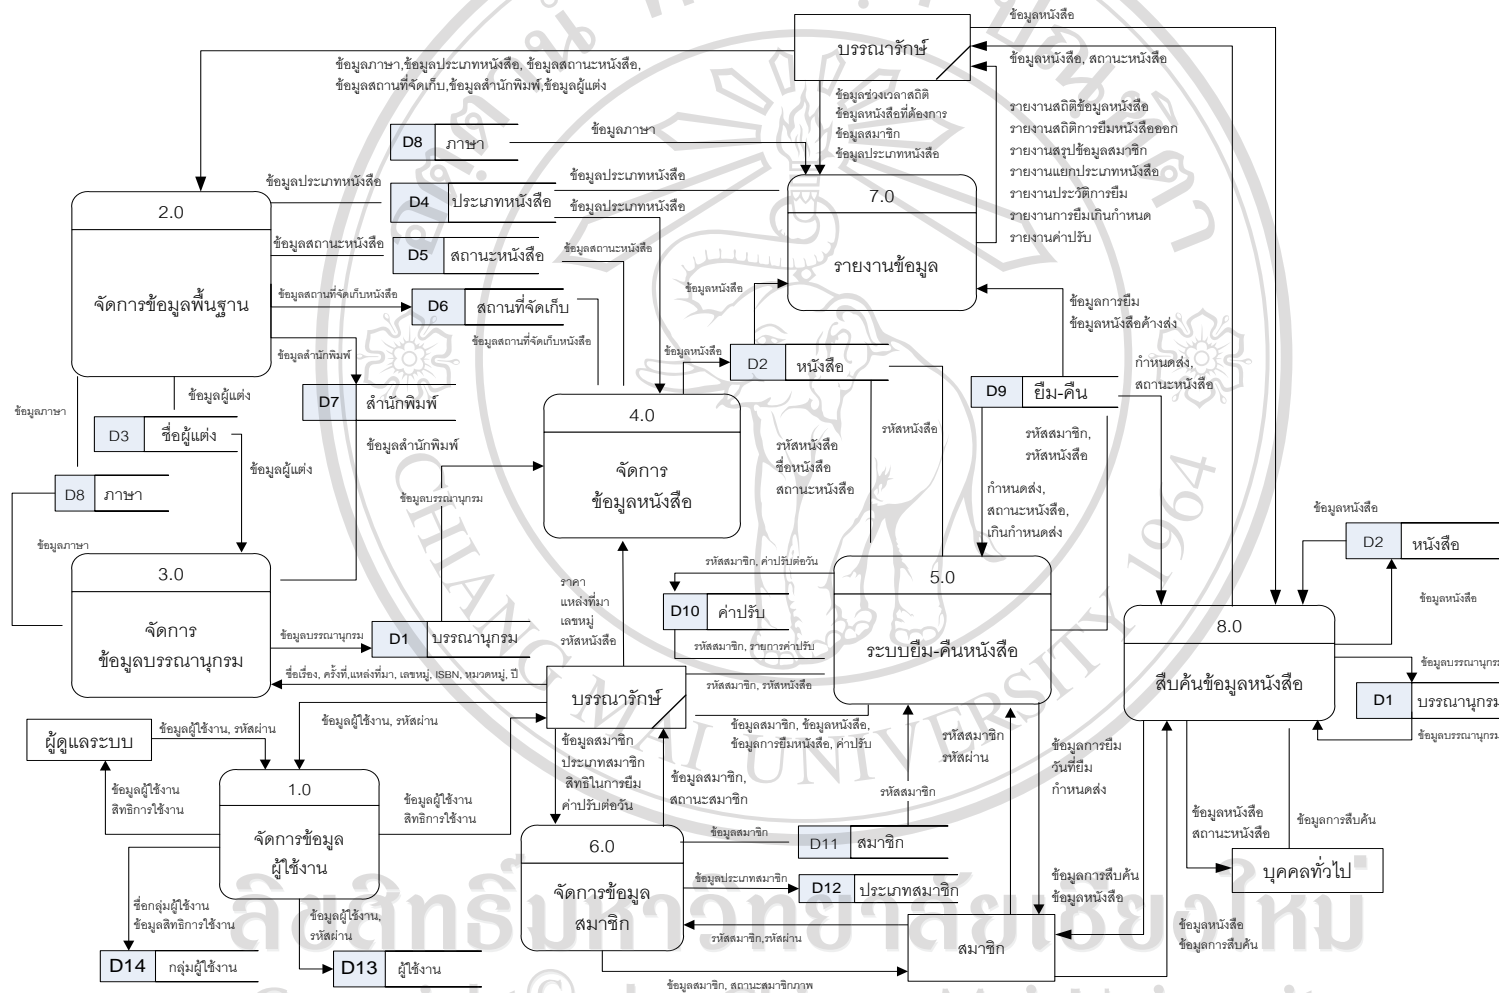 ข้อมูลหนังสือ
บรรณารักษ์
ข้อมูลภาษา,ข้อมูลประเภทหนังสือ, ข้อมูลสถานะหนังสือ,
ข้อมูลสถานที่จัดเก็บ,ข้อมูลสำนักพิมพ์,ข้อมูลผู้แต่ง
ข้อมูลหนังสือ, สถานะหนังสือ
ข้อมูลช่วงเวลาสถิติ
ข้อมูลหนังสือที่ต้องการ
ข้อมูลสมาชิก
ข้อมูลประเภทหนังสือ
รายงานสถิติข้อมูลหนังสือ
รายงานสถิติการยืมหนังสือออก
รายงานสรุปข้อมูลสมาชิก
รายงานแยกประเภทหนังสือ
รายงานประวัติการยืม
รายงานการยืมเกินกำหนด
รายงานค่าปรับ
D8 ภาษา
ข้อมูลภาษา
ข้อมูลประเภทหนังสือ
D4 ประเภทหนังสือ
ข้อมูลประเภทหนังสือ
ข้อมูลประเภทหนังสือ
2.0
จัดการข้อมูลพื้นฐาน
7.0
รายงานข้อมูล
ข้อมูลสถานะหนังสือ
D5 สถานะหนังสือ
ข้อมูลสถานะหนังสือ
ข้อมูลสถานที่จัดเก็บหนังสือ
D6 สถานที่จัดเก็บ
ข้อมูลสถานที่จัดเก็บหนังสือ
ข้อมูลหนังสือ
ข้อมูลหนังสือ
D2 หนังสือ
ข้อมูลการยืม
ข้อมูลหนังสือค้างส่ง
ข้อมูลสำนักพิมพ์
D7 สำนักพิมพ์
ข้อมูลสำนักพิมพ์
ข้อมูลผู้แต่ง
D3 ชื่อผู้แต่ง
ข้อมูลผู้แต่ง
ข้อมูลภาษา
D8 ภาษา
ข้อมูลภาษา
4.0
จัดการ
ข้อมูลหนังสือ
D9 ยืม-คืน
กำหนดส่ง,
สถานะหนังสือ
รหัสหนังสือ
รหัสหนังสือ
ชื่อหนังสือ
สถานะหนังสือ
รหัสสมาชิก,
รหัสหนังสือ
กำหนดส่ง,
สถานะหนังสือ,
เกินกำหนดส่ง
ข้อมูลบรรณานุกรม
ข้อมูลหนังสือ
D2 หนังสือ
ข้อมูลหนังสือ
3.0
จัดการ
ข้อมูลบรรณานุกรม
ข้อมูลบรรณานุกรม
D1 บรรณานุกรม
ราคา
แหล่งที่มา
เลขหมู่
รหัสหนังสือ
รหัสสมาชิก, ค่าปรับต่อวัน
D10 ค่าปรับ
รหัสสมาชิก, รายการค่าปรับ
5.0
ระบบยืม-คืนหนังสือ
8.0
สืบค้นข้อมูลหนังสือ
ข้อมูลบรรณานุกรม
D1 บรรณานุกรม
ข้อมูลบรรณานุกรม
ชื่อเรื่อง, ครั้งที่,แหล่งที่มา, เลขหมู่, ISBN, หมวดหมู่, ปี
บรรณารักษ์
รหัสสมาชิก, รหัสหนังสือ
ข้อมูลสมาชิก, ข้อมูลหนังสือ,
ข้อมูลการยืมหนังสือ, ค่าปรับ
ผู้ดูแลระบบ
ข้อมูลผู้ใช้งาน, รหัสผ่าน
ข้อมูลผู้ใช้งาน, รหัสผ่าน
ข้อมูลสมาชิก
ประเภทสมาชิก
สิทธิในการยืม
ค่าปรับต่อวัน
ข้อมูลสมาชิก,
สถานะสมาชิก
รหัสสมาชิก
รหัสผ่าน
ข้อมูลการยืม
วันที่ยืม
กำหนดส่ง
รหัสสมาชิก
ข้อมูลผู้ใช้งาน
สิทธิการใช้งาน
1.0
จัดการข้อมูล
ผู้ใช้งาน
ข้อมูลผู้ใช้งาน
สิทธิการใช้งาน
ข้อมูลสมาชิก
D11 สมาชิก
6.0
จัดการข้อมูล
สมาชิก
ข้อมูลประเภทสมาชิก
D12 ประเภทสมาชิก
ข้อมูลหนังสือ
สถานะหนังสือ
ข้อมูลการสืบค้น
บุคคลทั่วไป
ข้อมูลการสืบค้น
ข้อมูลหนังสือ
ชื่อกลุ่มผู้ใช้งาน
ข้อมูลสิทธิการใช้งาน
ข้อมูลผู้ใช้งาน,
รหัสผ่าน
D14 กลุ่มผู้ใช้งาน
D13 ผู้ใช้งาน
รหัสสมาชิก,รหัสผ่าน
สมาชิก
ข้อมูลหนังสือ
ข้อมูลการสืบค้น
ข้อมูลสมาชิก, สถานะสมาชิกภาพ
CHIANG MAI UNIVERSITY 1964
ลิขสิทธิ์มหาวิทยาลัยเชียงใหม่